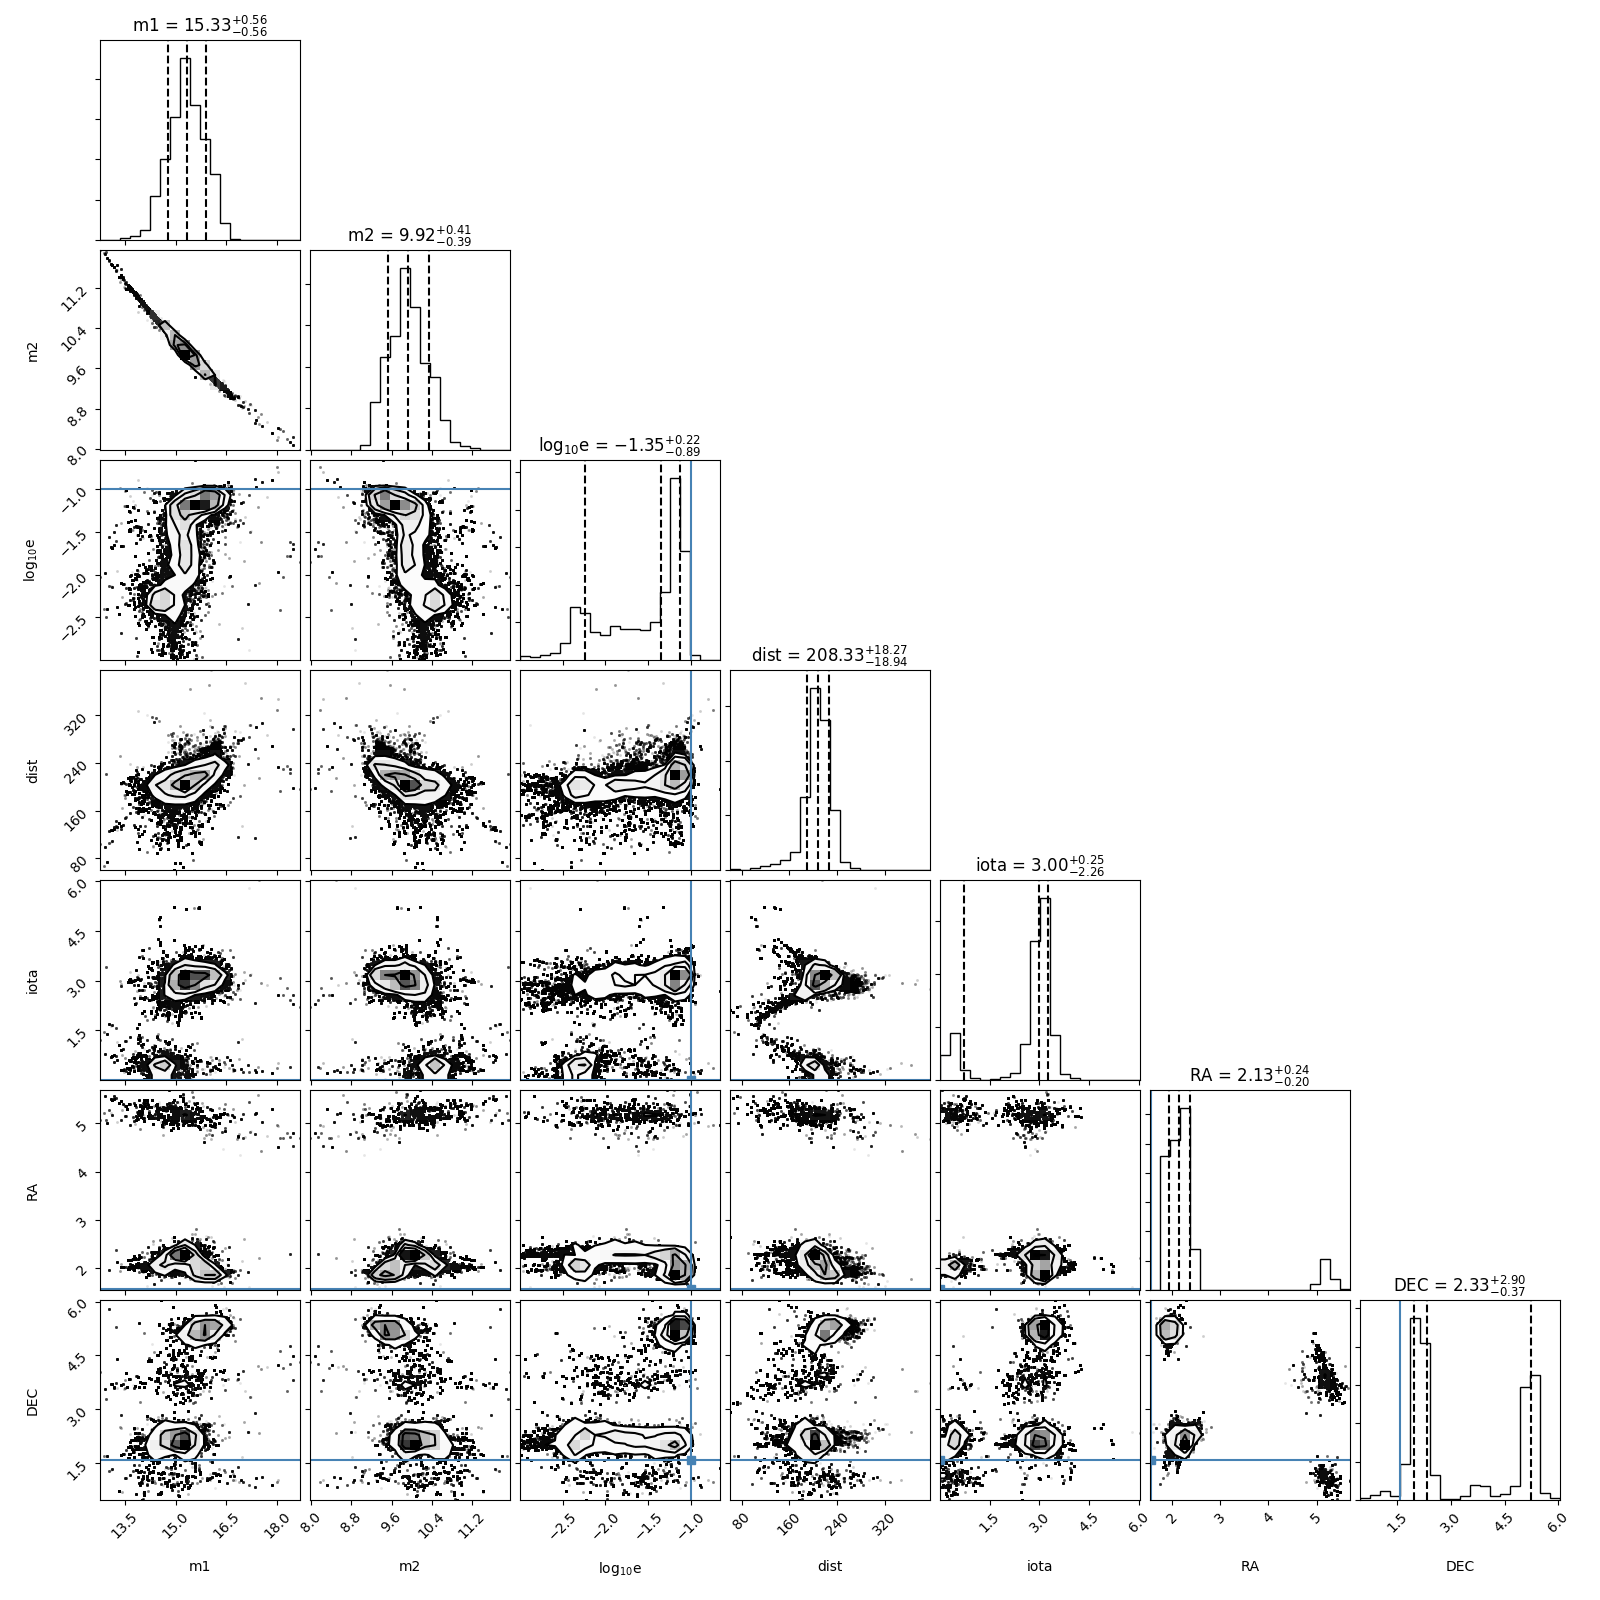 m1 = 15.33+0.56−0.56
m2 = 9.92+0.41−0.39
11.2
10.4
9.6
8.8
8.0
m2
log10e = −1.35+0.22−0.89
−1.0
−1.5
−2.0
−2.5
log10e
dist = 208.33+18.27−18.94
320
240
160
80
dist
iota = 3.00+0.25−2.26
6.0
4.5
3.0
1.5
iota
RA = 2.13+0.24−0.20
5
4
3
2
RA
DEC = 2.33+2.90−0.37
6.0
4.5
3.0
1.5
DEC
13.5 15.0 16.5 18.0 8.0 8.8 9.6 10.4 11.2 −2.5 −2.0 −1.5 −1.0 80 160 240 320 1.5 3.0 4.5 6.0 2 3 4 5 1.5 3.0 4.5 6.0
m1 m2 log10e dist iota RA DEC